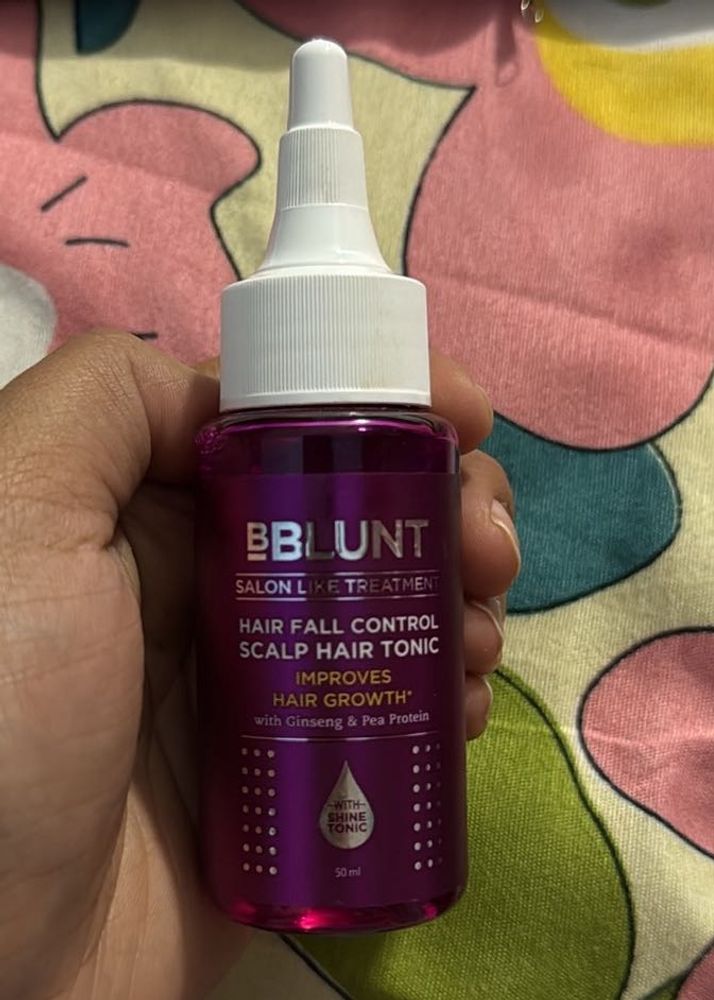 BBLUNT
SALON LIKE TREATMENT
HAIR FALL CONTROL
SCALP HAIR TONIC
IMPROVES
HAIR GROWTH*
with Ginseng & Pea Protein
WITH
SHINE
TONIC
50 ml